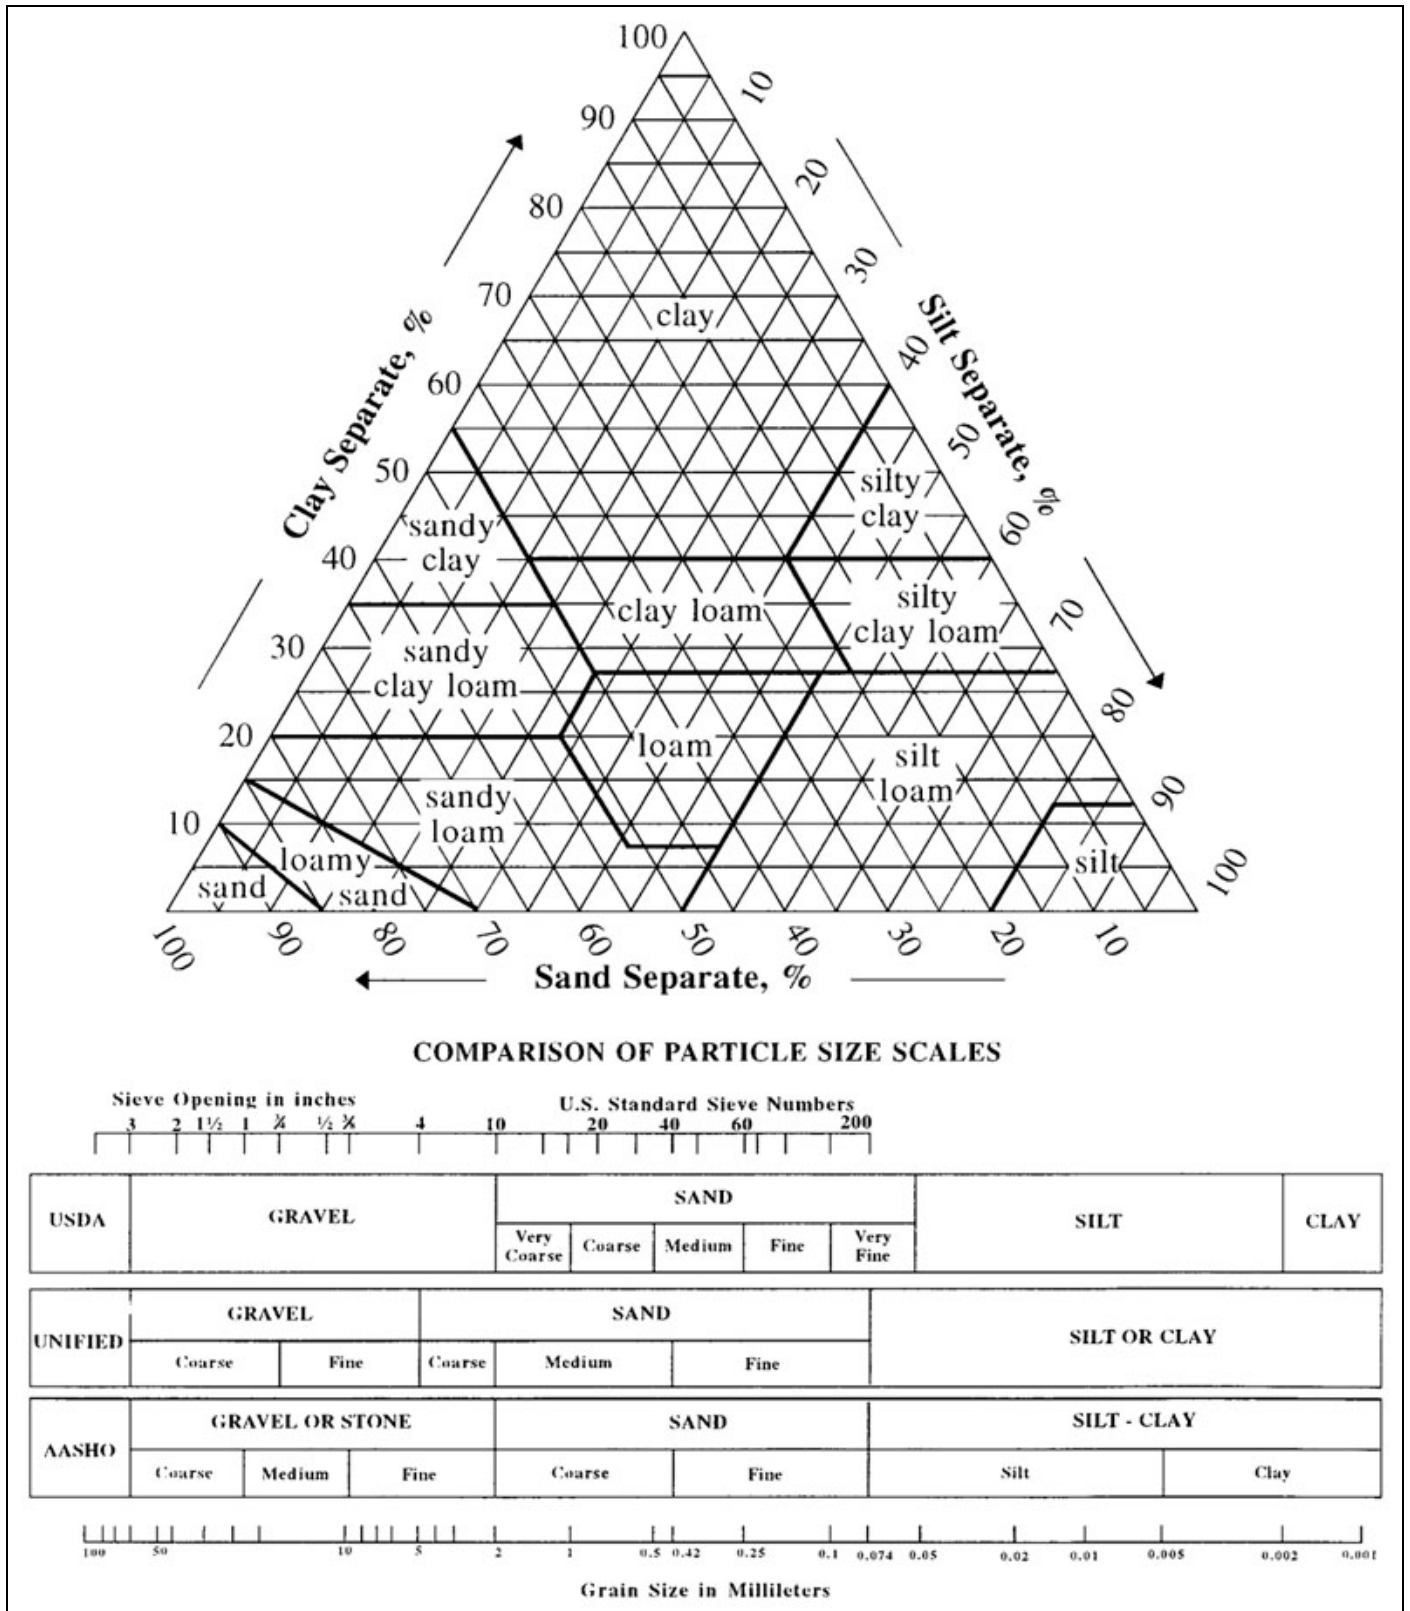 100
90
80
70
60
50
40
30
20
10
Clay Separate, %
10
20
30
40
50
60
70
80
90
100
Silt Separate, %
clay
silty
clay
sandy
clay
clay loam
silty
clay loam
sandy
clay loam
loam
silt
loam
sandy
loam
loamy
sand
sand
silt
100 90 80 70 60 50 40 30 20 10
Sand Separate, %
COMPARISON OF PARTICLE SIZE SCALES
Sieve Opening in inches U.S. Standard Sieve Numbers
3 2 1½ 1 ¾ ½ ⅜ 4 10 20 40 60 200
USDA GRAVEL SAND SILT CLAY
Very
Coarse Coarse Medium Fine Very
Fine
UNIFIED GRAVEL SAND SILT OR CLAY
Coarse Fine Coarse Medium Fine
AASHO GRAVEL OR STONE SAND SILT - CLAY
Coarse Medium Fine Coarse Fine Silt Clay
100 50 10 5 2 1 0.5 0.42 0.25 0.1 0.074 0.05 0.02 0.01 0.005 0.002 0.001
Grain Size in Millileters